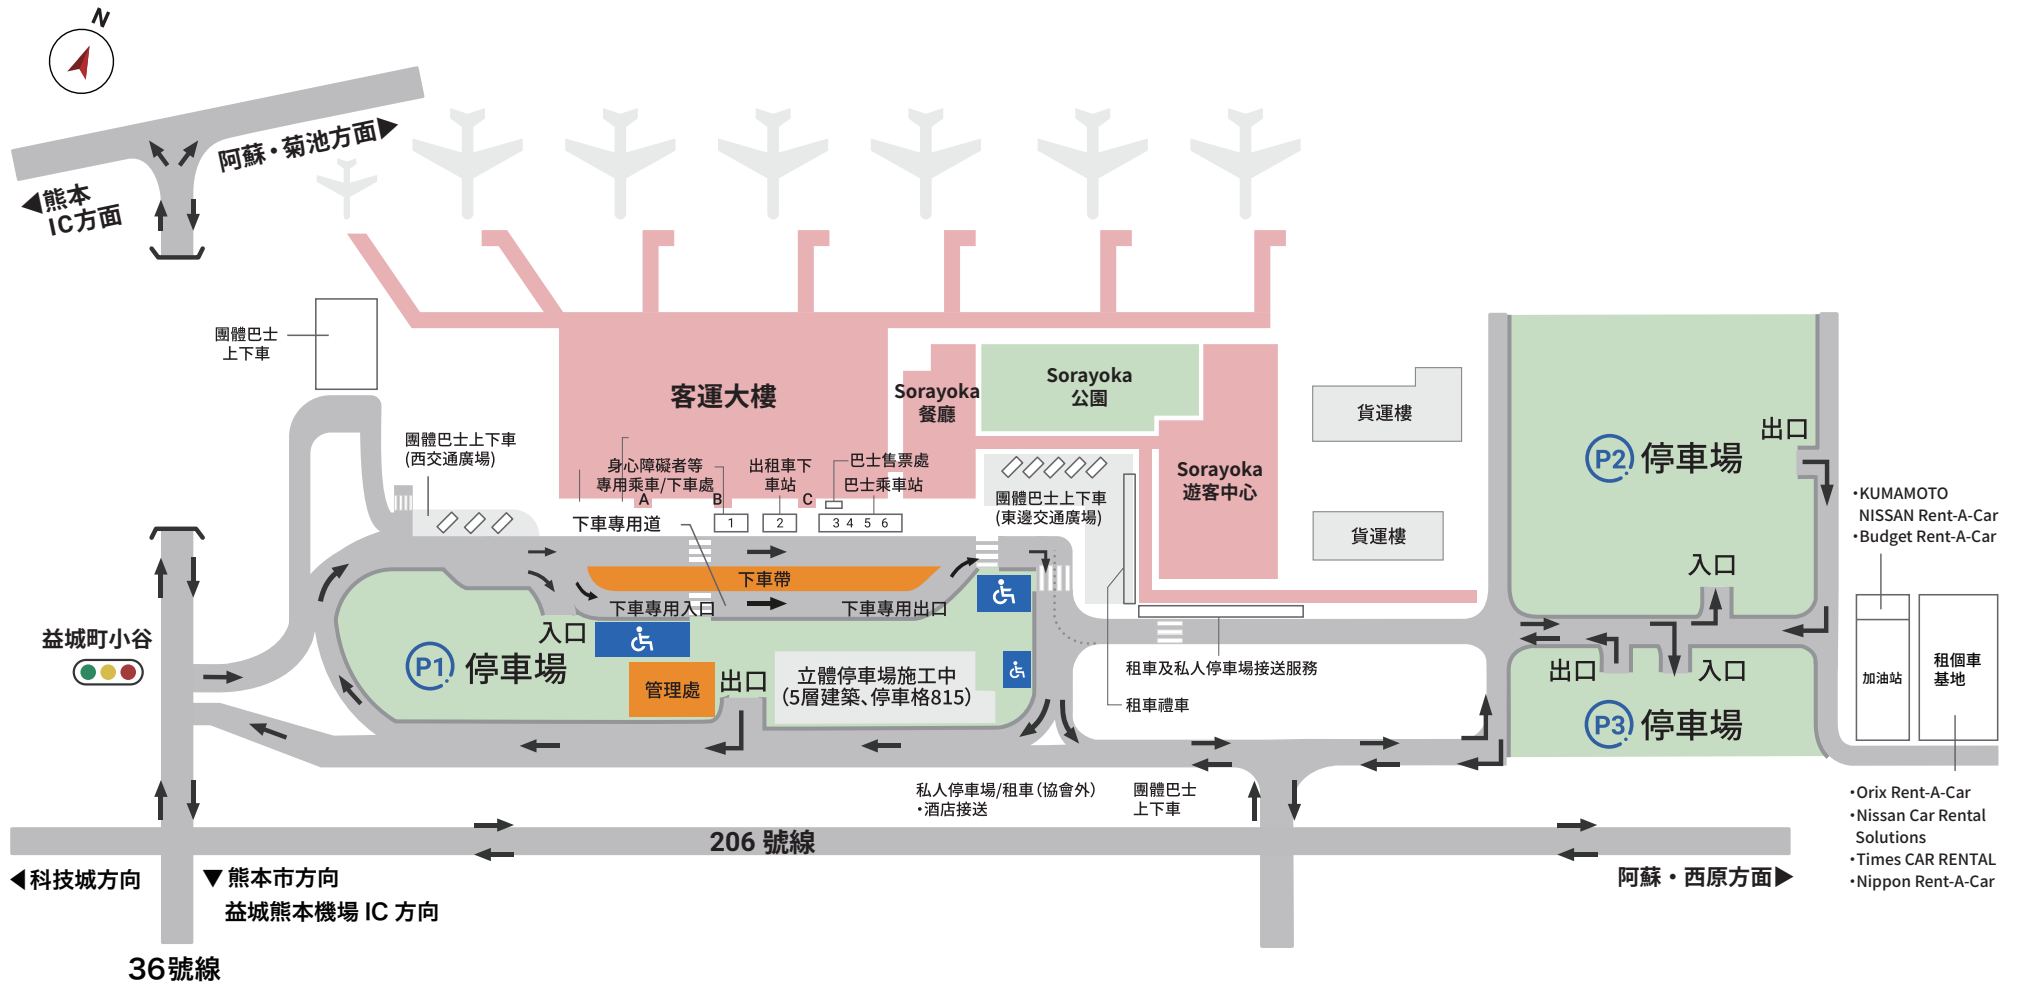 N
阿蘇・菊池方面▶
◀熊本
IC方面
團體巴士
上下車
團體巴士上下車
(西交通廣場)
客運大樓
Sorayoka
餐廳
Sorayoka
公園
Sorayoka
遊客中心
貨運樓
貨運樓
身心障礙者等
專用乘車/下車處
出租車下
車站
巴士售票處
巴士乘車站
A
B
C
1
2
3 4 5 6
團體巴士上下車
(東邊交通廣場)
下車專用道
下車帶
下車專用入口
下車專用出口
入口
P1 停車場
管理處
出口
立體停車場施工中
(5層建築、停車格815)
租車及私人停車場接送服務
租車禮車
P2 停車場
出口
入口
出口
入口
P3 停車場
・KUMAMOTO
NISSAN Rent-A-Car
・Budget Rent-A-Car
加油站
租個車
基地
・Orix Rent-A-Car
・Nissan Car Rental
Solutions
・Times CAR RENTAL
・Nippon Rent-A-Car
益城町小谷
私人停車場/租車(協會外)
・酒店接送
團體巴士
上下車
206 號線
◀科技城方向
▼熊本市方向
益城熊本機場 IC 方向
阿蘇・西原方面▶
36號線